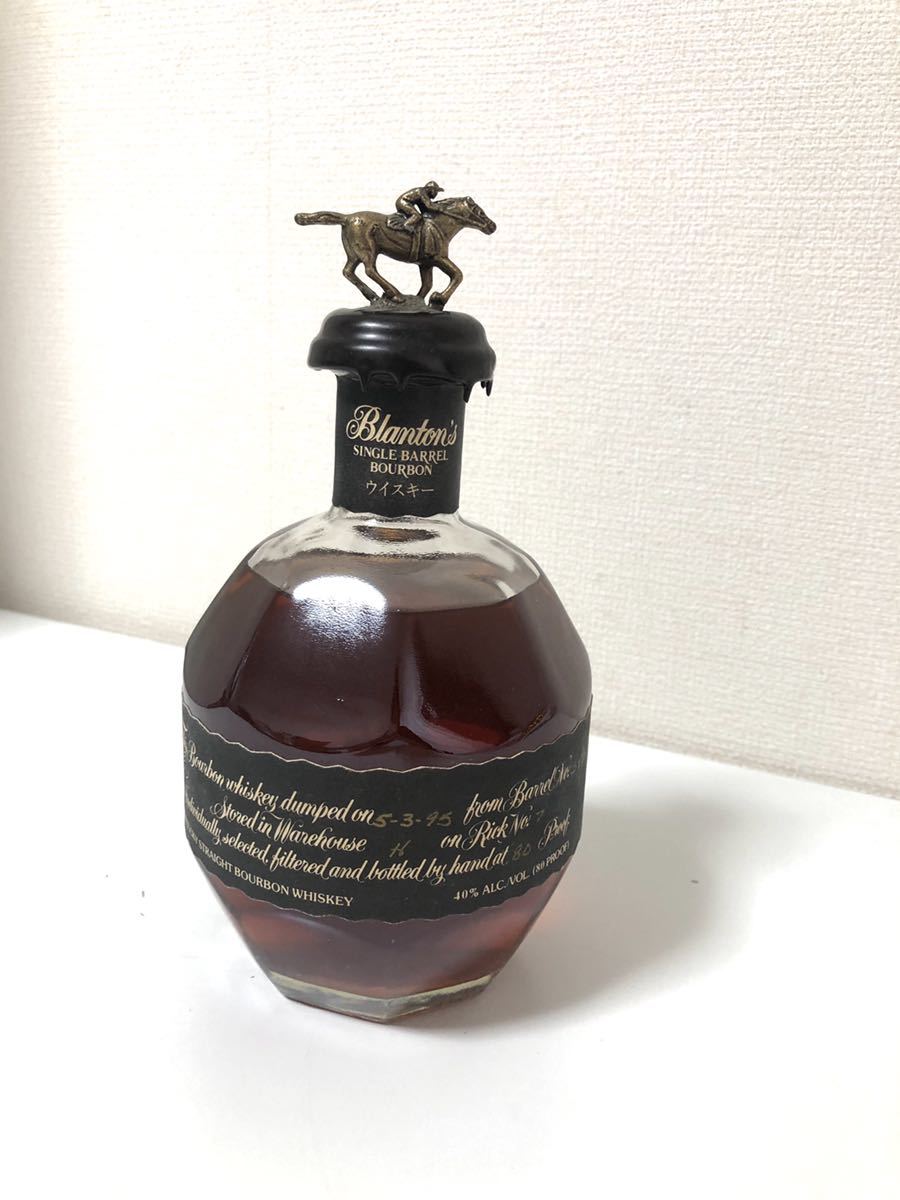 Blanton's
SINGLE BARREL
BOURBON
ウイスキー
Bourbon whiskey dumped on 5-3-95 from Barrel No.
Stored in Warehouse H on Rick No. 7
Individually selected, filtered and bottled by hand at 80 Proof
STRAIGHT BOURBON WHISKEY 40% ALC./VOL. (80 PROOF)